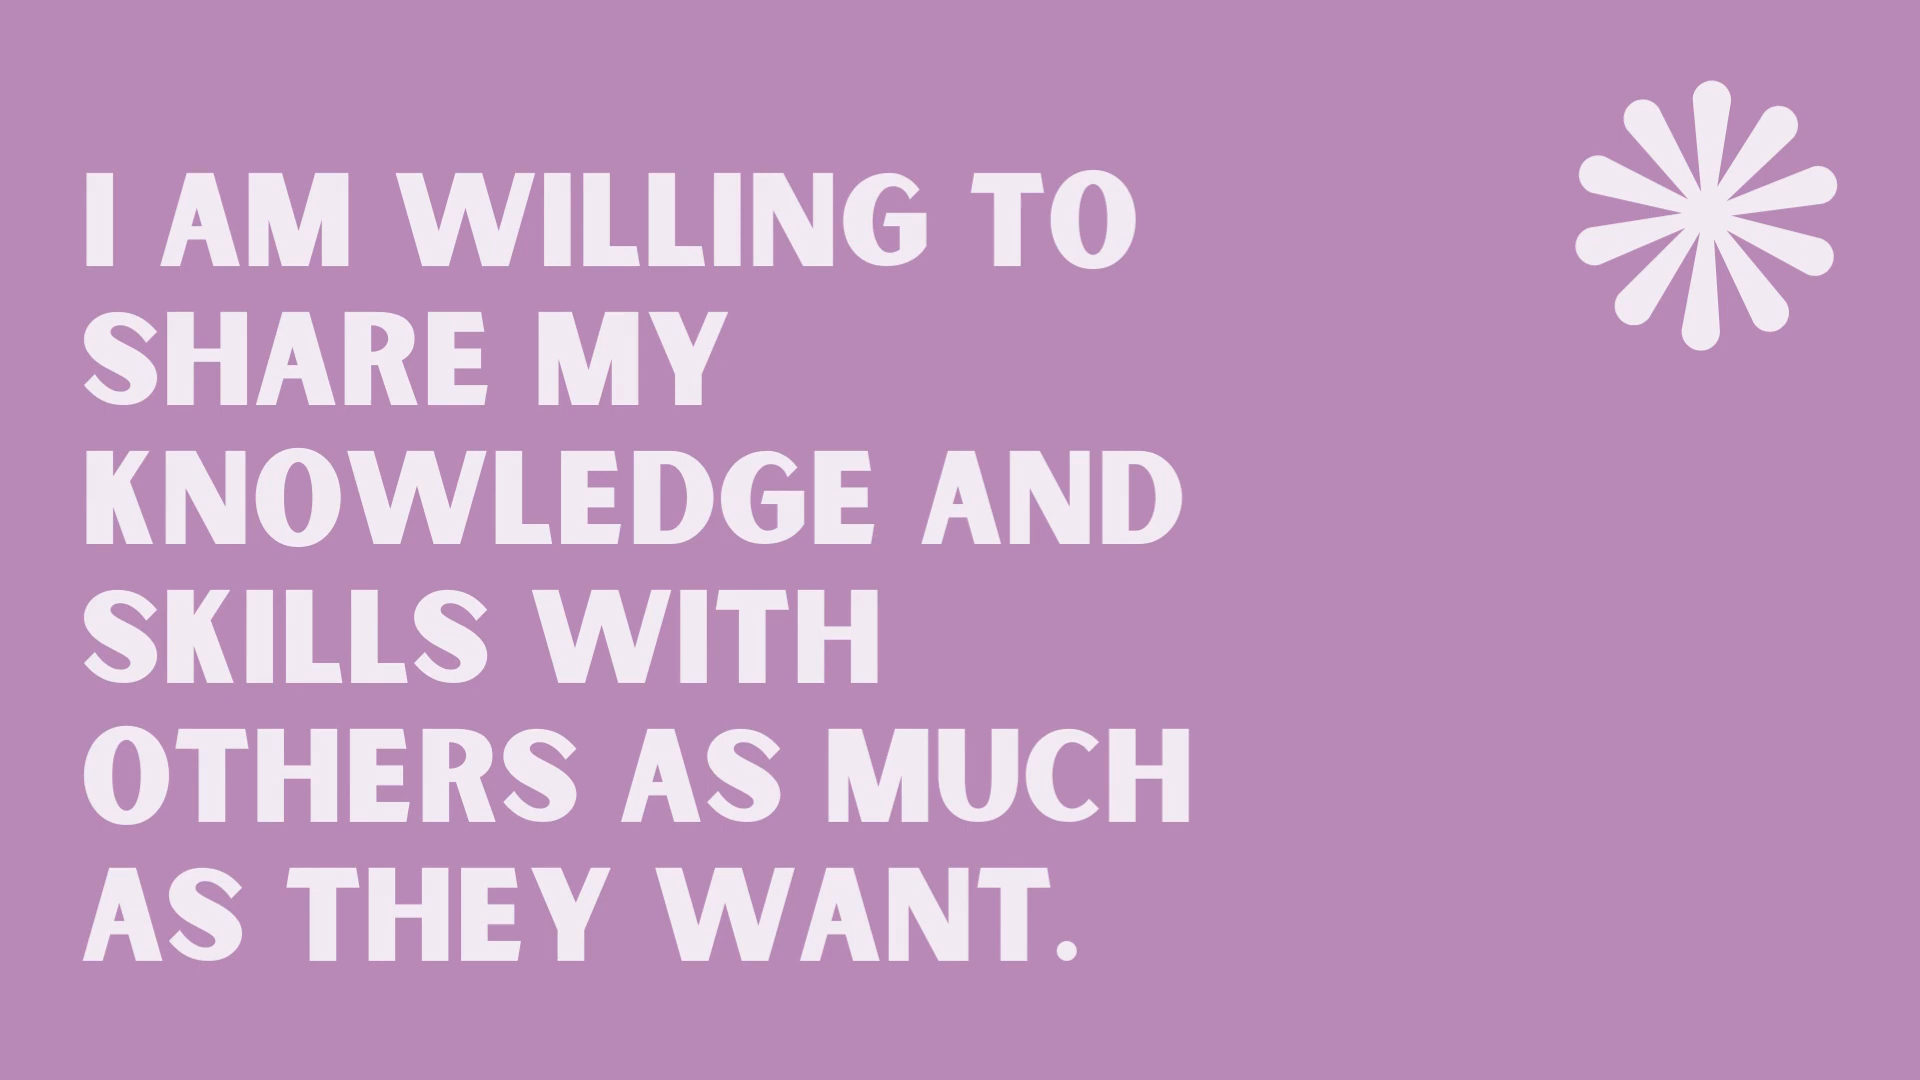 I AM WILLING TO
SHARE MY
KNOWLEDGE AND
SKILLS WITH
OTHERS AS MUCH
AS THEY WANT.